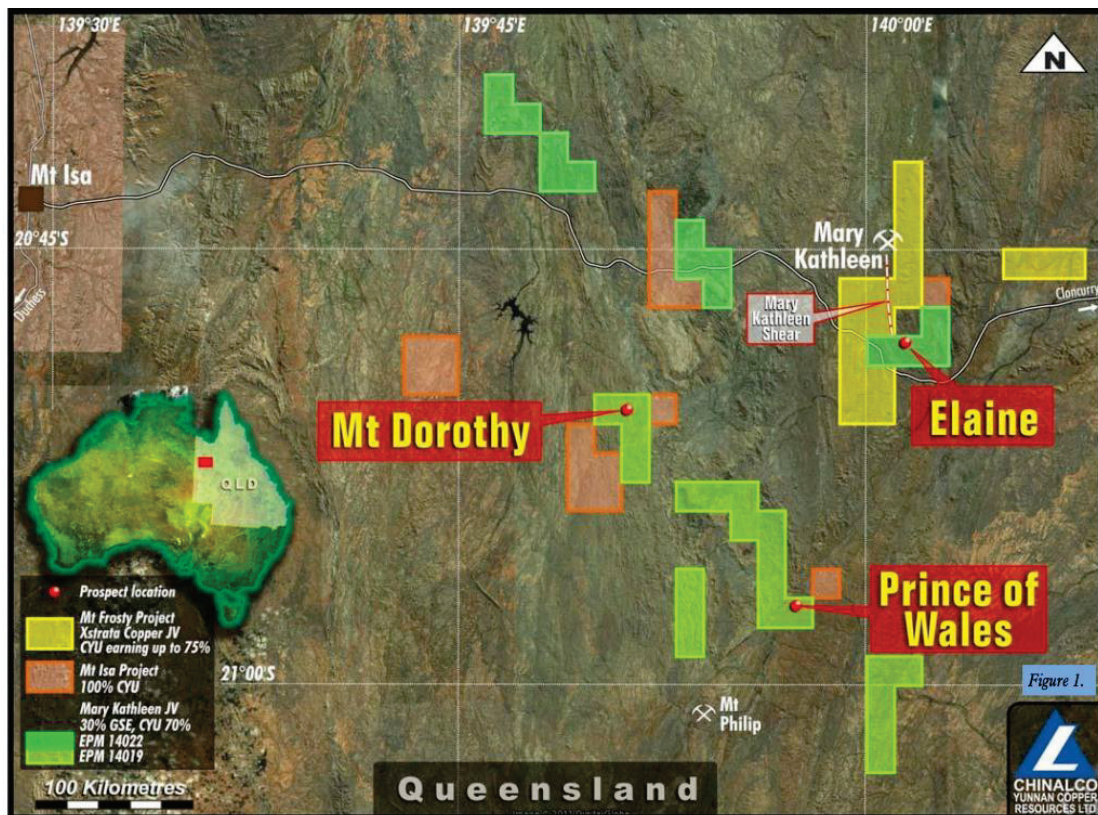 139°30'E
139°45'E
140°00'E
N
Mt Isa
20°45'S
Duchess
Mary
Kathleen
Cloncurry
Mary
Kathleen
Shear
Mt Dorothy
Elaine
QLD
Prospect location
Mt Frosty Project
Xstrata Copper JV
CYU earning up to 75%
Mt Isa Project
100% CYU
Mary Kathleen JV
30% GSE, CYU 70%
EPM 14022
EPM 14019
Prince of
Wales
21°00'S
Figure 1.
Mt
Philip
100 Kilometres
Queensland
CHINALCO
YUNNAN COPPER
RESOURCES LTD